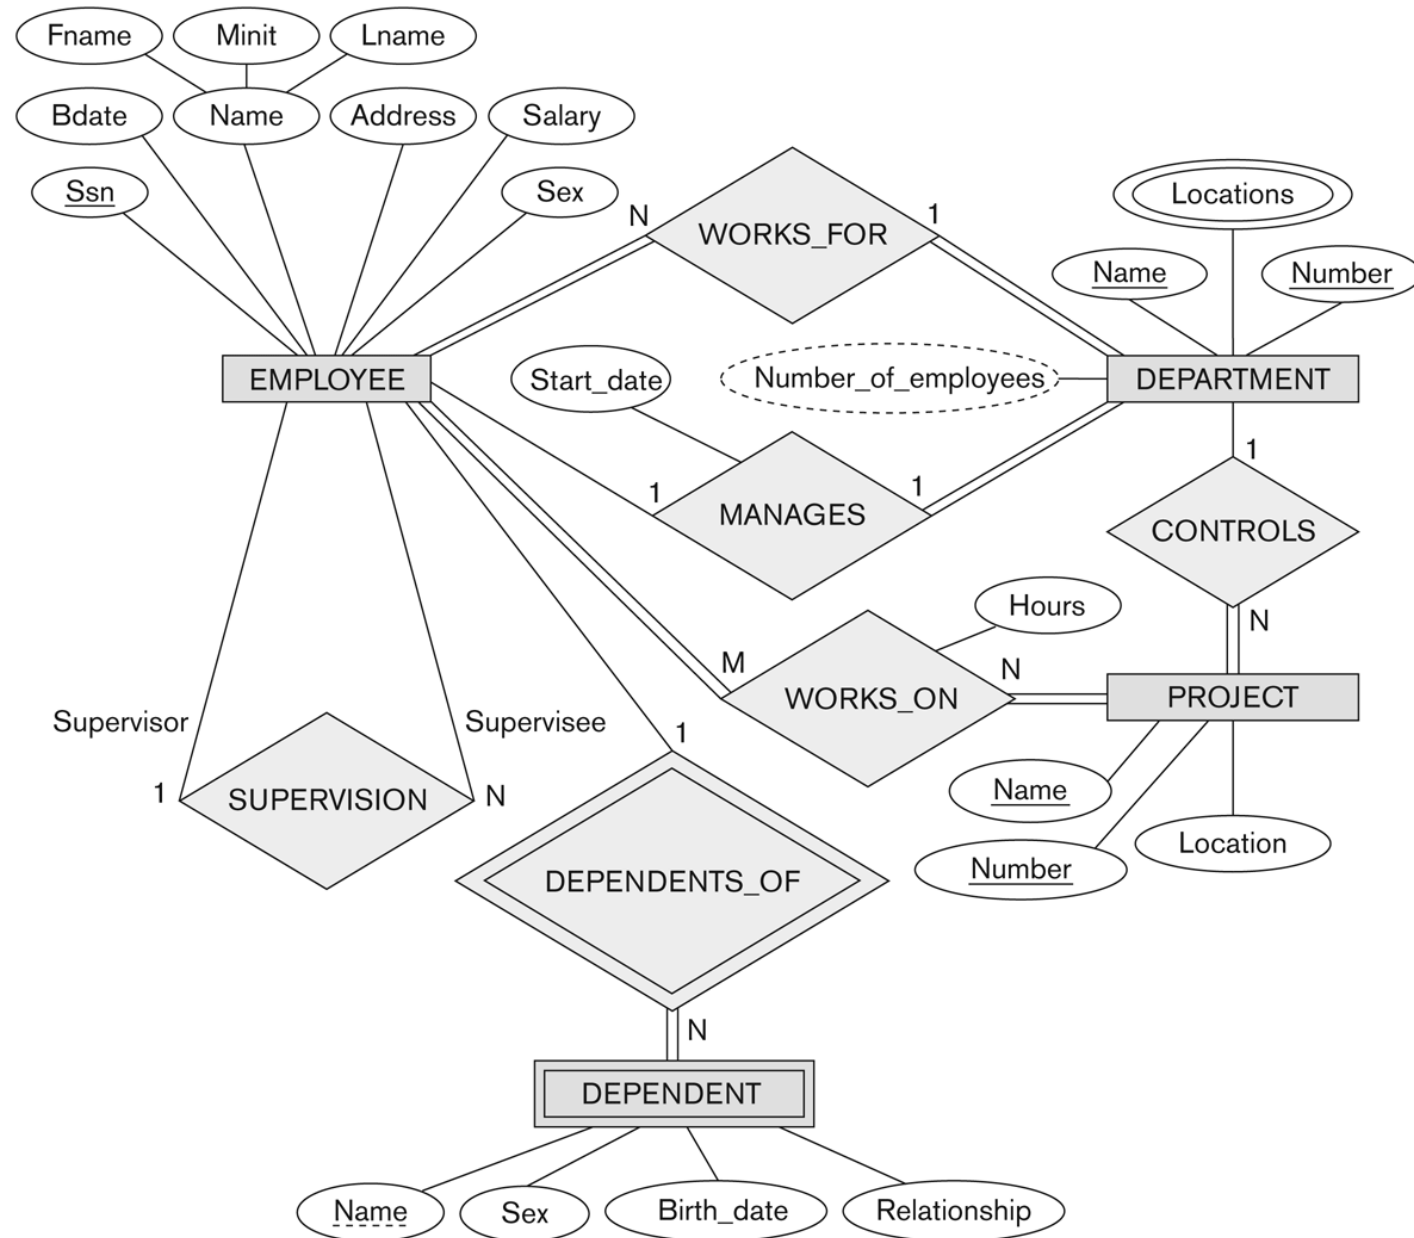 Fname
Minit
Lname
Bdate
Name
Address
Salary
Ssn
Sex
N
WORKS_FOR
1
Locations
Name
Number
EMPLOYEE
Start_date
Number_of_employees
DEPARTMENT
1
MANAGES
1
1
CONTROLS
N
Hours
M
WORKS_ON
N
PROJECT
Supervisor
Supervisee
1
SUPERVISION
N
1
Name
Number
Location
DEPENDENTS_OF
N
DEPENDENT
Name
Sex
Birth_date
Relationship